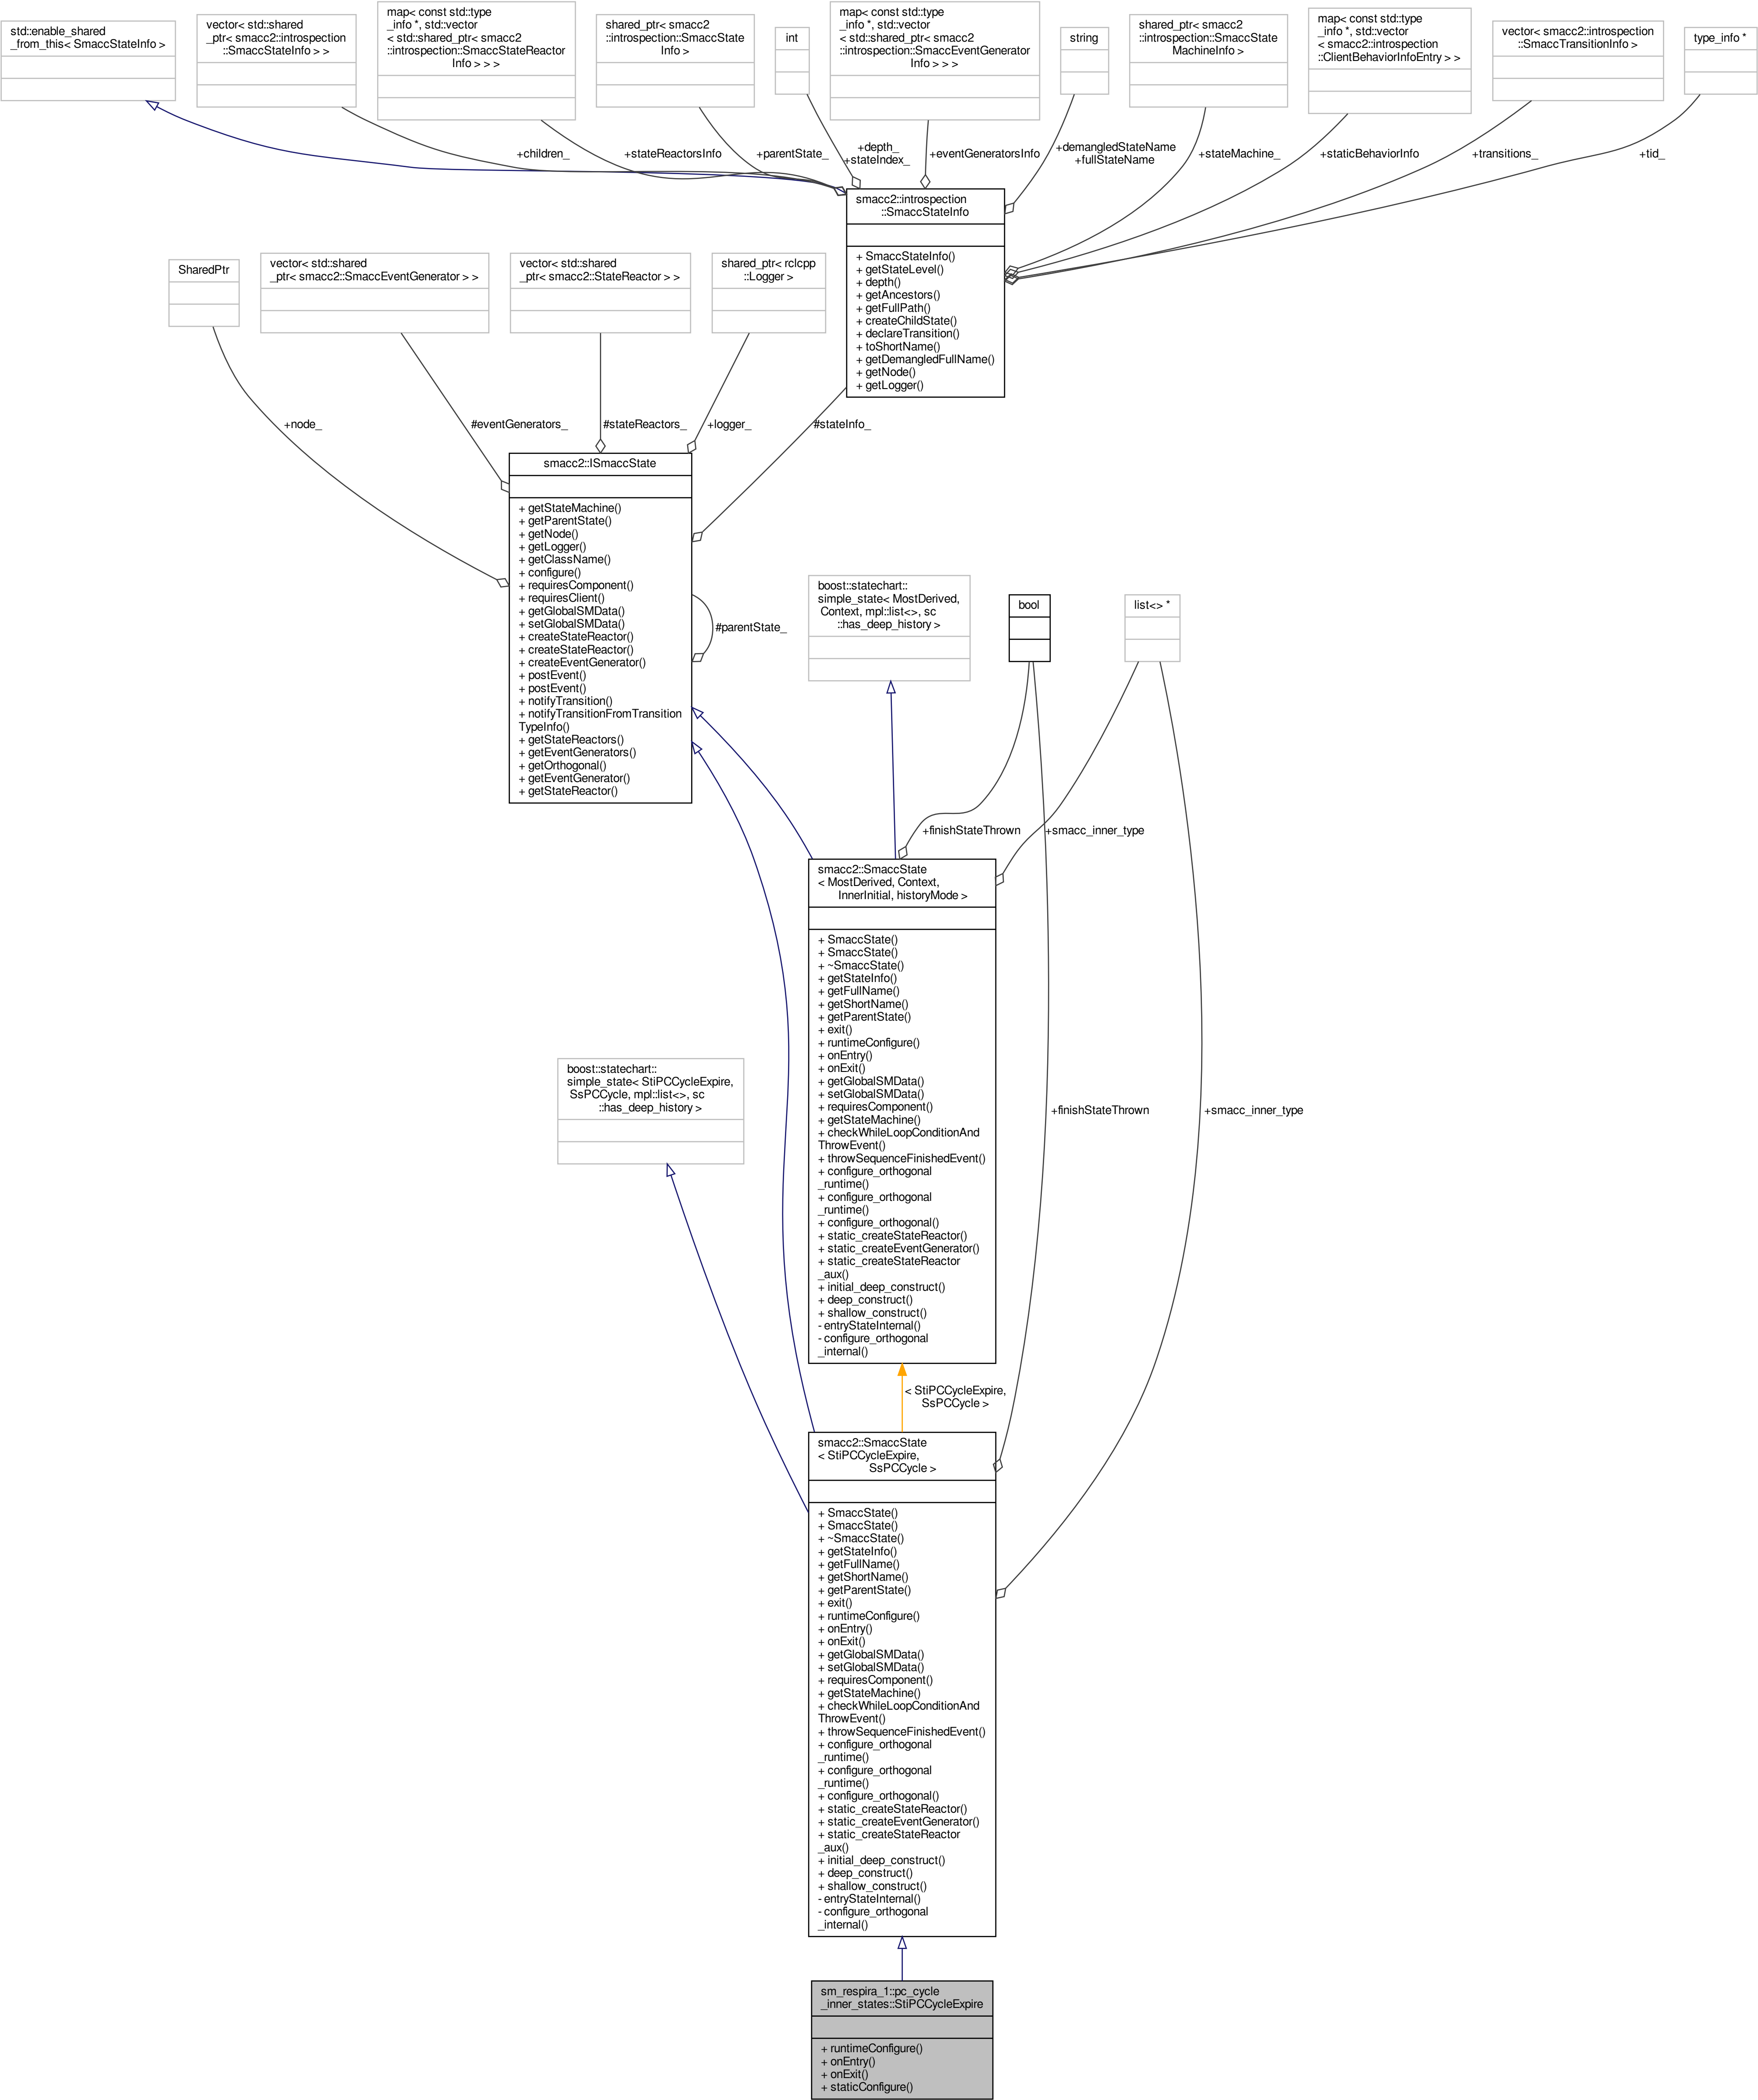 std::enable_shared
_from_this< SmaccStateInfo >
vector< std::shared
_ptr< smacc2::introspection
::SmaccStateInfo > >
map< const std::type
_info *, std::vector
< std::shared_ptr< smacc2
::introspection::SmaccStateReactor
Info > > >
shared_ptr< smacc2
::introspection::SmaccState
Info >
int
map< const std::type
_info *, std::vector
< std::shared_ptr< smacc2
::introspection::SmaccEventGenerator
Info > > >
string
shared_ptr< smacc2
::introspection::SmaccState
MachineInfo >
map< const std::type
_info *, std::vector
< smacc2::introspection
::ClientBehaviorInfoEntry > >
vector< smacc2::introspection
::SmaccTransitionInfo >
type_info *
+children_
+stateReactorsInfo
+parentState_
+depth_
+stateIndex_
+eventGeneratorsInfo
+demangledStateName
+fullStateName
+stateMachine_
+staticBehaviorInfo
+transitions_
+tid_
smacc2::introspection
::SmaccStateInfo
+ SmaccStateInfo()
+ getStateLevel()
+ depth()
+ getAncestors()
+ getFullPath()
+ createChildState()
+ declareTransition()
+ toShortName()
+ getDemangledFullName()
+ getNode()
+ getLogger()
SharedPtr
vector< std::shared
_ptr< smacc2::SmaccEventGenerator > >
vector< std::shared
_ptr< smacc2::StateReactor > >
shared_ptr< rclcpp
::Logger >
+node_
#eventGenerators_
#stateReactors_
+logger_
#stateInfo_
smacc2::ISmaccState
+ getStateMachine()
+ getParentState()
+ getNode()
+ getLogger()
+ getClassName()
+ configure()
+ requiresComponent()
+ requiresClient()
+ getGlobalSMData()
+ setGlobalSMData()
+ createStateReactor()
+ createStateReactor()
+ createEventGenerator()
+ postEvent()
+ postEvent()
+ notifyTransition()
+ notifyTransitionFromTransition
TypeInfo()
+ getStateReactors()
+ getEventGenerators()
+ getOrthogonal()
+ getEventGenerator()
+ getStateReactor()
#parentState_
boost::statechart::
simple_state< MostDerived,
Context, mpl::list<>, sc
::has_deep_history >
bool
list<> *
+finishStateThrown
+smacc_inner_type
smacc2::SmaccState
< MostDerived, Context,
InnerInitial, historyMode >
+ SmaccState()
+ SmaccState()
+ ~SmaccState()
+ getStateInfo()
+ getFullName()
+ getShortName()
+ getParentState()
+ exit()
+ runtimeConfigure()
+ onEntry()
+ onExit()
+ getGlobalSMData()
+ setGlobalSMData()
+ requiresComponent()
+ getStateMachine()
+ checkWhileLoopConditionAnd
ThrowEvent()
+ throwSequenceFinishedEvent()
+ configure_orthogonal
_runtime()
+ configure_orthogonal
_runtime()
+ configure_orthogonal()
+ static_createStateReactor()
+ static_createEventGenerator()
+ static_createStateReactor
_aux()
+ initial_deep_construct()
+ deep_construct()
+ shallow_construct()
- entryStateInternal()
- configure_orthogonal
_internal()
boost::statechart::
simple_state< StiPCCycleExpire,
SsPCCycle, mpl::list<>, sc
::has_deep_history >
+finishStateThrown
+smacc_inner_type
< StiPCCycleExpire,
SsPCCycle >
smacc2::SmaccState
< StiPCCycleExpire,
SsPCCycle >
+ SmaccState()
+ SmaccState()
+ ~SmaccState()
+ getStateInfo()
+ getFullName()
+ getShortName()
+ getParentState()
+ exit()
+ runtimeConfigure()
+ onEntry()
+ onExit()
+ getGlobalSMData()
+ setGlobalSMData()
+ requiresComponent()
+ getStateMachine()
+ checkWhileLoopConditionAnd
ThrowEvent()
+ throwSequenceFinishedEvent()
+ configure_orthogonal
_runtime()
+ configure_orthogonal
_runtime()
+ configure_orthogonal()
+ static_createStateReactor()
+ static_createEventGenerator()
+ static_createStateReactor
_aux()
+ initial_deep_construct()
+ deep_construct()
+ shallow_construct()
- entryStateInternal()
- configure_orthogonal
_internal()
sm_respira_1::pc_cycle
_inner_states::StiPCCycleExpire
+ runtimeConfigure()
+ onEntry()
+ onExit()
+ staticConfigure()